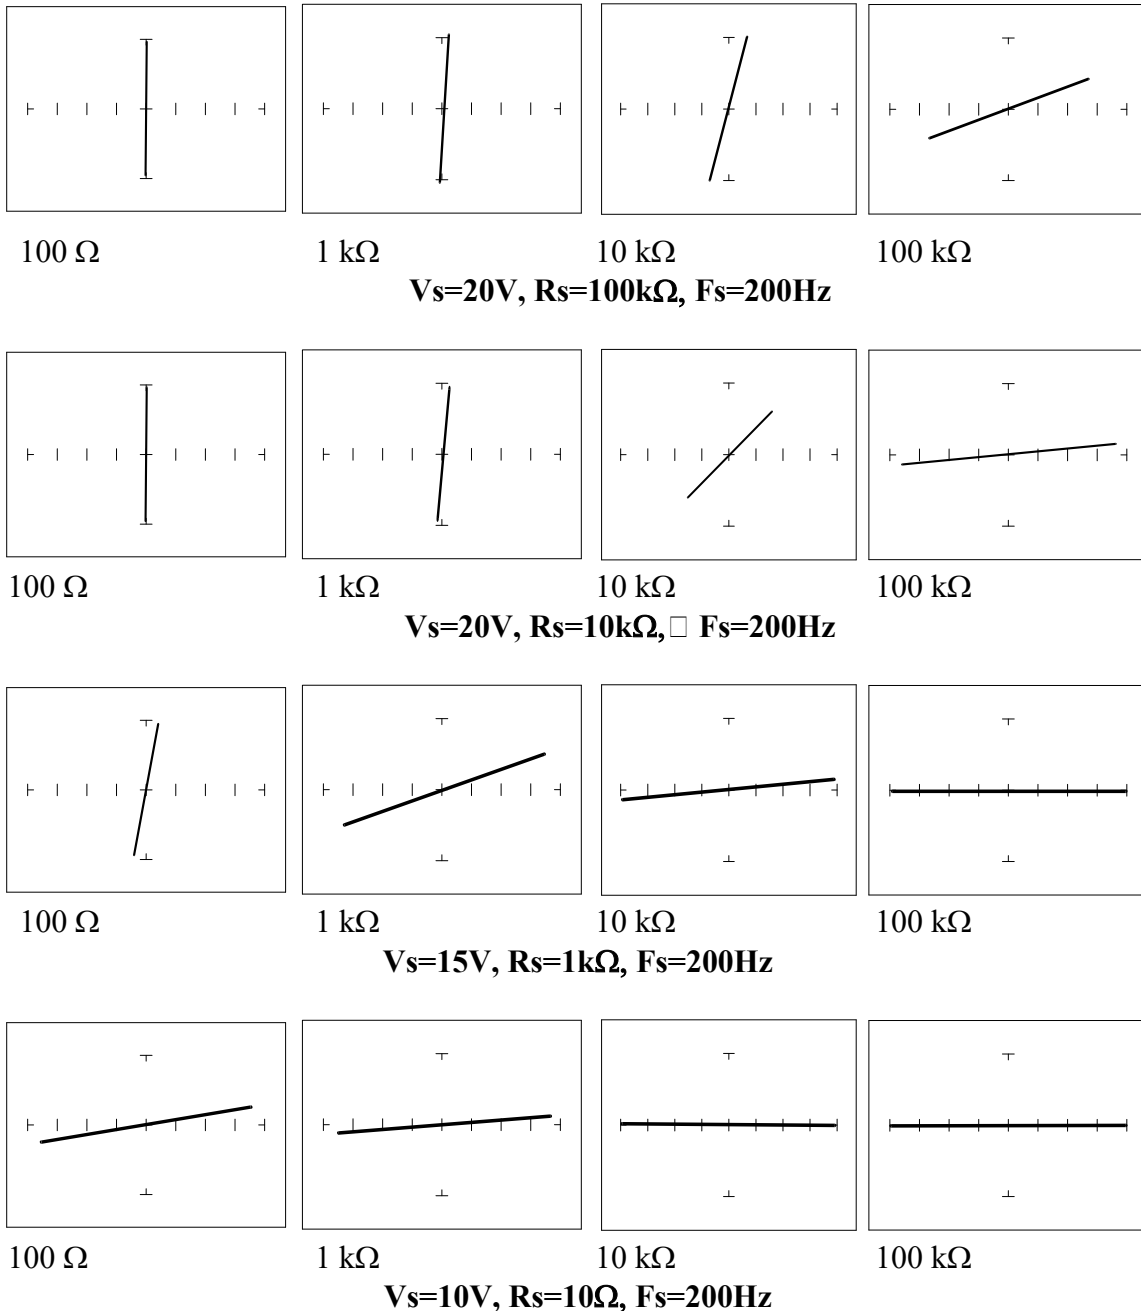 100 Ω 1 kΩ 10 kΩ 100 kΩ
Vs=20V, Rs=100kΩ, Fs=200Hz
100 Ω 1 kΩ 10 kΩ 100 kΩ
Vs=20V, Rs=10kΩ,□ Fs=200Hz
100 Ω 1 kΩ 10 kΩ 100 kΩ
Vs=15V, Rs=1kΩ, Fs=200Hz
100 Ω 1 kΩ 10 kΩ 100 kΩ
Vs=10V, Rs=10Ω, Fs=200Hz